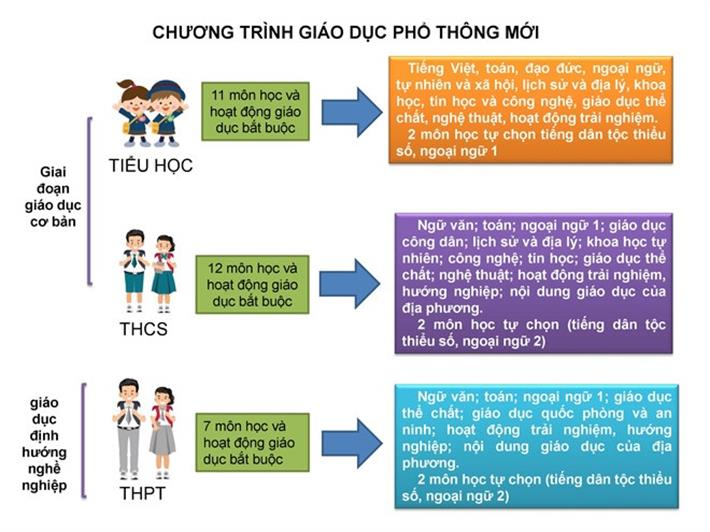 CHƯƠNG TRÌNH GIÁO DỤC PHỔ THÔNG MỚI
Giai
đoạn
giáo dục
cơ bản
TIỂU HỌC
11 môn học và
hoạt động giáo
dục bắt buộc
Tiếng Việt, toán, đạo đức, ngoại ngữ,
tự nhiên và xã hội, lịch sử và địa lý, khoa
học, tin học và công nghệ, giáo dục thể
chất, nghệ thuật, hoạt động trải nghiệm.
2 môn học tự chọn tiếng dân tộc thiểu
số, ngoại ngữ 1
THCS
12 môn học và
hoạt động giáo
dục bắt buộc
Ngữ văn; toán; ngoại ngữ 1; giáo dục
công dân; lịch sử và địa lý; khoa học tự
nhiên; công nghệ; tin học; giáo dục thể
chất; nghệ thuật; hoạt động trải nghiệm,
hướng nghiệp; nội dung giáo dục của
địa phương.
2 môn học tự chọn (tiếng dân tộc
thiểu số, ngoại ngữ 2)
giáo
dục
định
hướng
nghề
nghiệp
THPT
7 môn học và
hoạt động giáo
dục bắt buộc
Ngữ văn; toán; ngoại ngữ 1; giáo dục
thể chất; giáo dục quốc phòng và an
ninh; hoạt động trải nghiệm, hướng
nghiệp; nội dung giáo dục của địa
phương.
2 môn học tự chọn (tiếng dân tộc thiểu
số, ngoại ngữ 2)